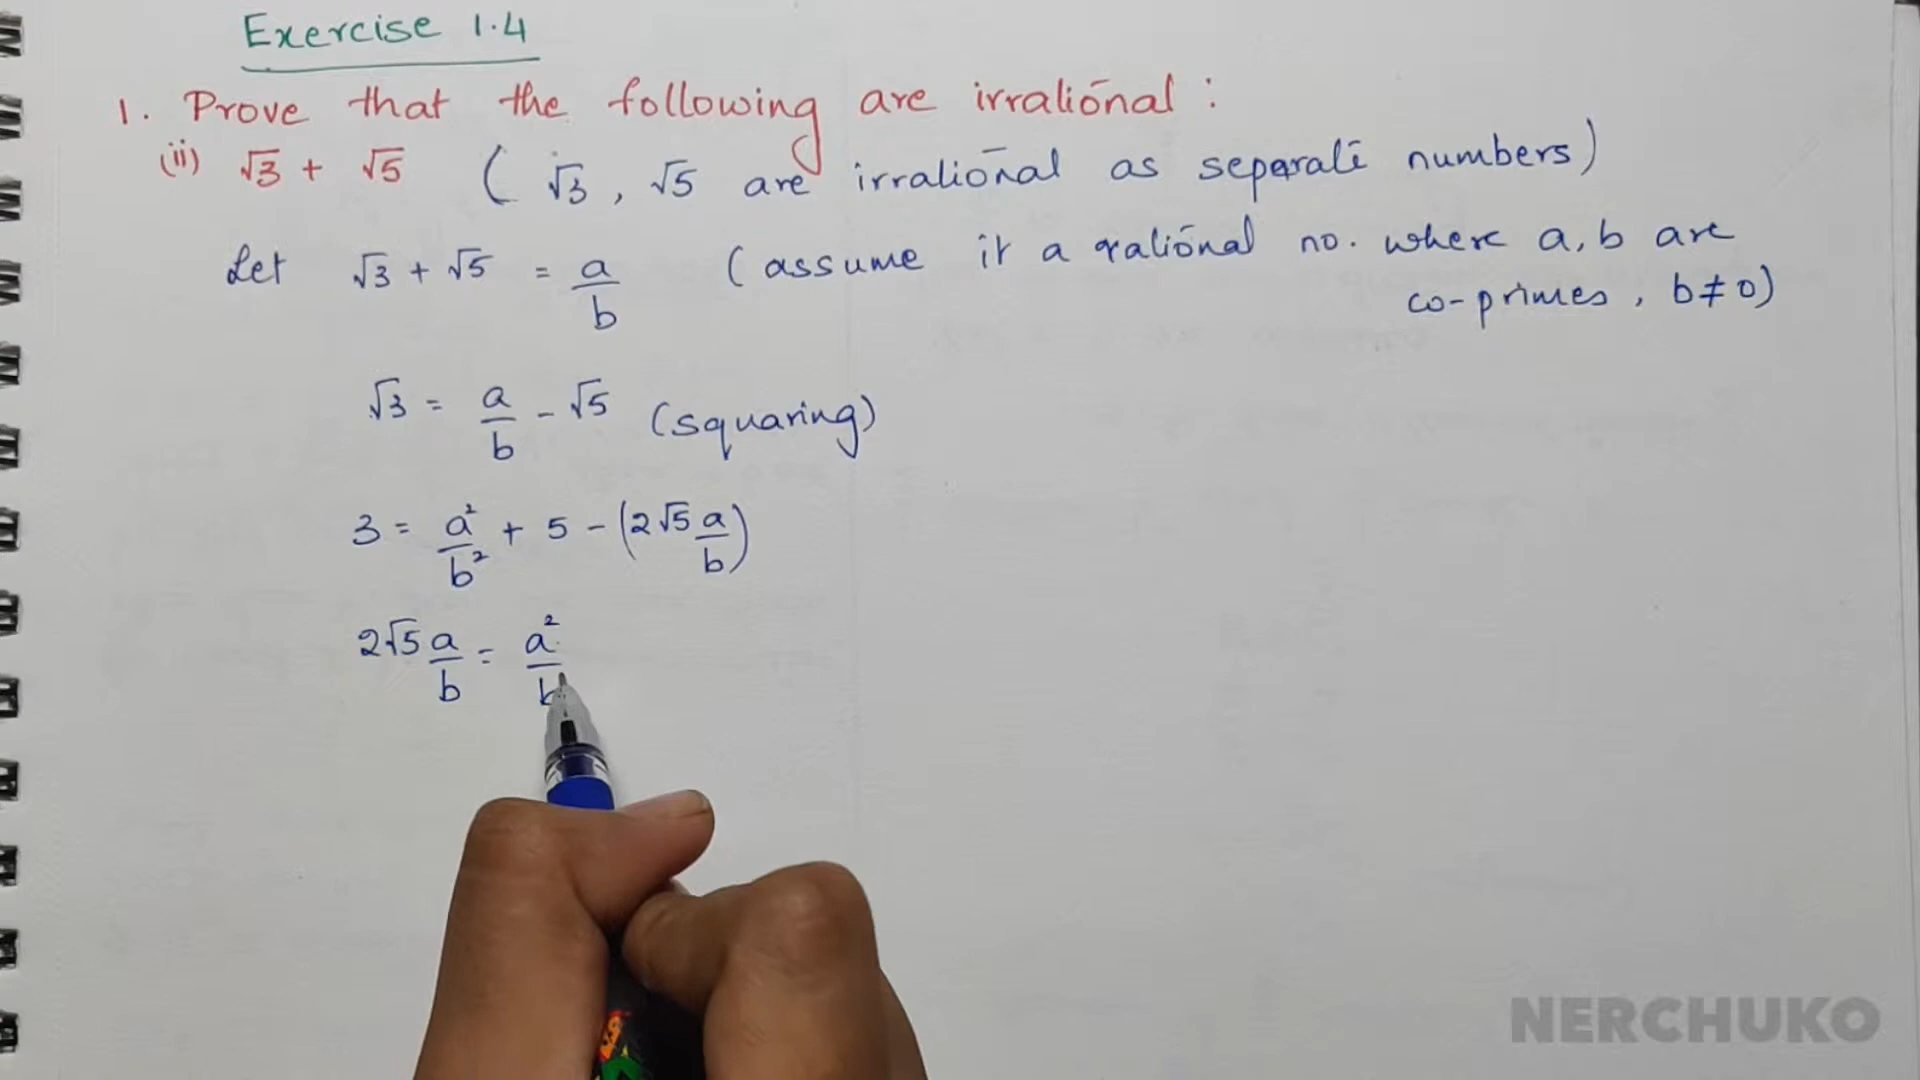 Exercise 1.4
1. Prove that the following are irrational :
(ii) √3 + √5 ( √3 , √5 are irrational as separate numbers)
Let √3 + √5 = a/b (assume it a rational no. where a, b are
co-primes , b ≠ 0)
√3 = a/b - √5 (squaring)
3 = a²/b² + 5 - (2√5 a/b)
2√5 a/b = a²/b
NERCHUKO